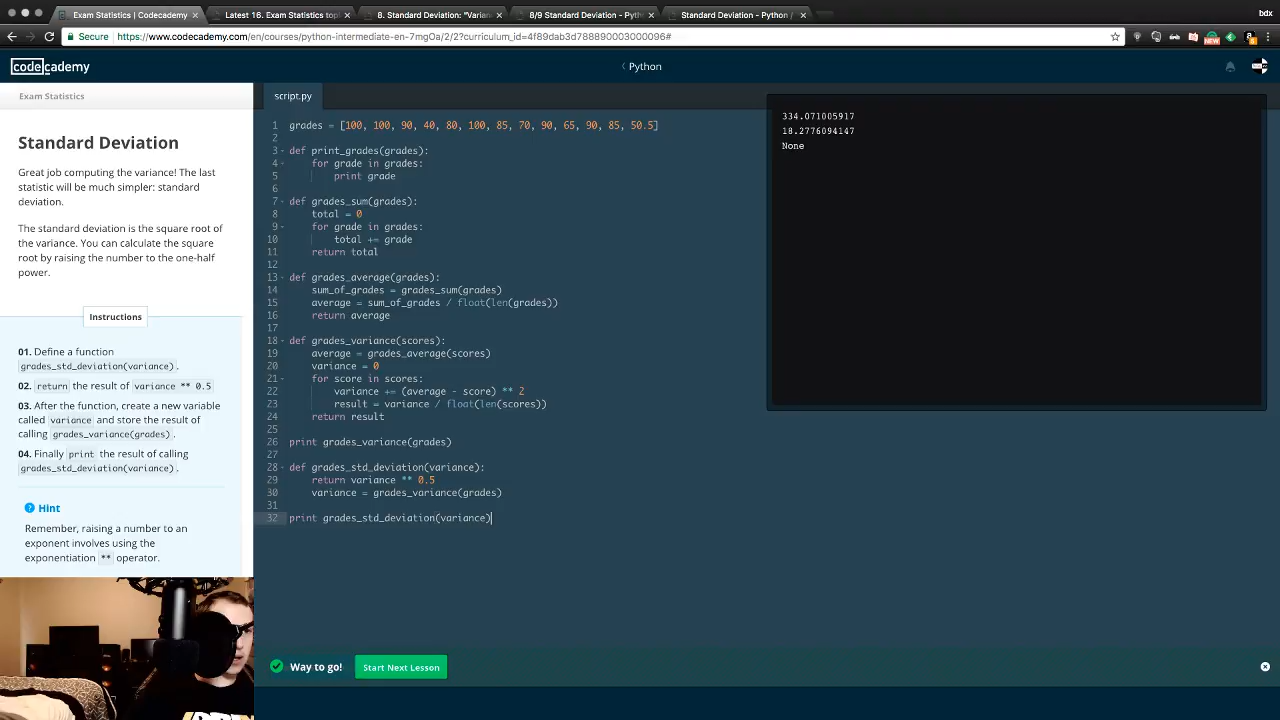 Exam Statistics | Codecademy
Latest 16. Exam Statistics topi
8. Standard Deviation: "Varian
8/9 Standard Deviation - Pyth
Standard Deviation - Python /
bdx
Secure
https://www.codecademy.com/en/courses/python-intermediate-en-7mgOa/2/2?curriculum_id=4f89dab3d788890003000096#
NEW
codecademy
Python
Exam Statistics
Standard Deviation
Great job computing the variance! The last
statistic will be much simpler: standard
deviation.
The standard deviation is the square root of
the variance. You can calculate the square
root by raising the number to the one-half
power.
Instructions
01. Define a function
grades_std_deviation(variance).
02. return the result of variance ** 0.5
03. After the function, create a new variable
called variance and store the result of
calling grades_variance(grades).
04. Finally print the result of calling
grades_std_deviation(variance).
? Hint
Remember, raising a number to an
exponent involves using the
exponentiation ** operator.
script.py
1 grades = [100, 100, 90, 40, 80, 100, 85, 70, 90, 65, 90, 85, 50.5]
2
3 def print_grades(grades):
4 for grade in grades:
5 print grade
6
7 def grades_sum(grades):
8 total = 0
9 for grade in grades:
10 total += grade
11 return total
12
13 def grades_average(grades):
14 sum_of_grades = grades_sum(grades)
15 average = sum_of_grades / float(len(grades))
16 return average
17
18 def grades_variance(scores):
19 average = grades_average(scores)
20 variance = 0
21 for score in scores:
22 variance += (average - score) ** 2
23 result = variance / float(len(scores))
24 return result
25
26 print grades_variance(grades)
27
28 def grades_std_deviation(variance):
29 return variance ** 0.5
30 variance = grades_variance(grades)
31
32 print grades_std_deviation(variance)
334.071005917
18.2776094147
None
Way to go!
Start Next Lesson